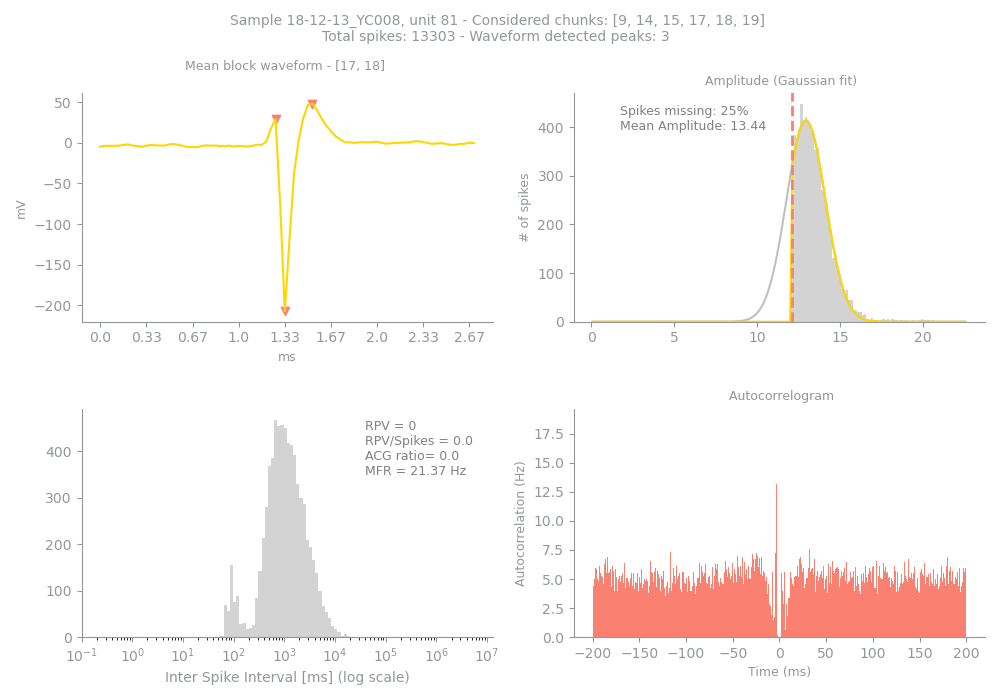 Sample 18-12-13_YC008, unit 81 - Considered chunks: [9, 14, 15, 17, 18, 19]
Total spikes: 13303 - Waveform detected peaks: 3
Mean block waveform - [17, 18]
50
0
−50
−100
−150
−200
mV
0.0 0.33 0.67 1.0 1.33 1.67 2.0 2.33 2.67
ms
Amplitude (Gaussian fit)
Spikes missing: 25%
Mean Amplitude: 13.44
400
300
200
100
0
# of spikes
0 5 10 15 20
RPV = 0
RPV/Spikes = 0.0
ACG ratio= 0.0
MFR = 21.37 Hz
400
300
200
100
0
10⁻¹ 10⁰ 10¹ 10² 10³ 10⁴ 10⁵ 10⁶ 10⁷
Inter Spike Interval [ms] (log scale)
Autocorrelogram
17.5
15.0
12.5
10.0
7.5
5.0
2.5
0.0
Autocorrelation (Hz)
−200 −150 −100 −50 0 50 100 150 200
Time (ms)